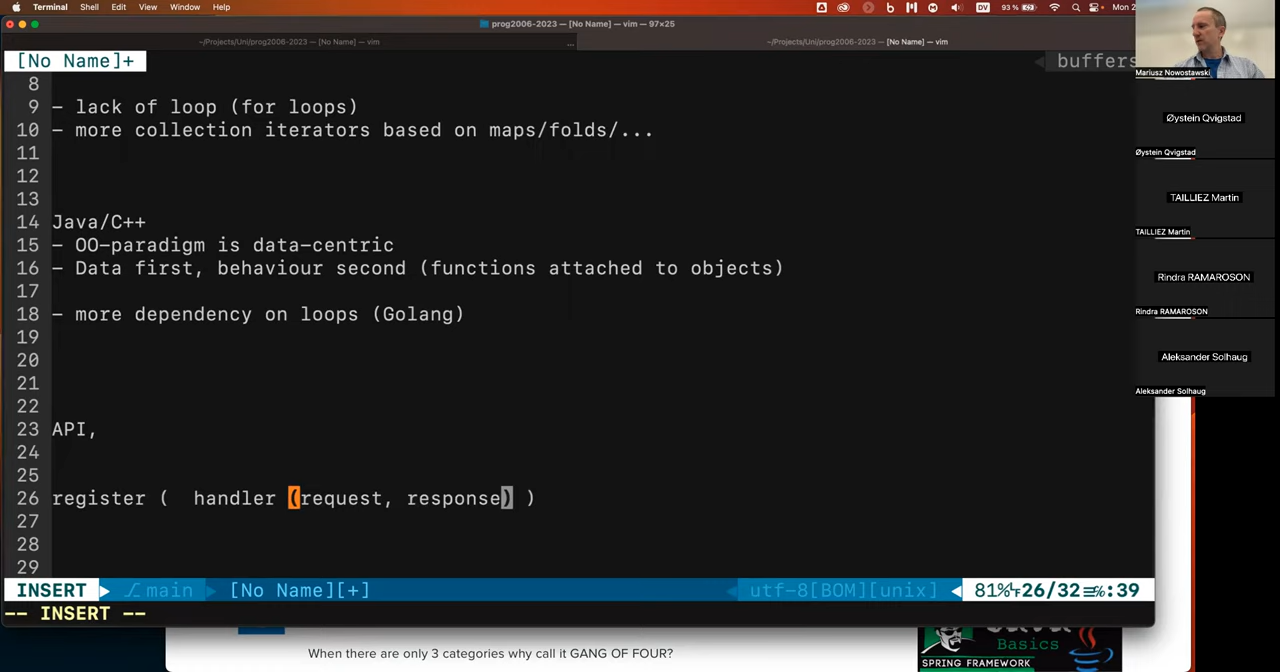 Terminal Shell Edit View Window Help 93 % DV Mon 2
prog2006-2023 — [No Name] — vim — 97×25
~/Projects/Uni/prog2006-2023 — [No Name] — vim ... ~/Projects/Uni/prog2006-2023 — [No Name] — vim
[No Name]+ buffers
8
9 - lack of loop (for loops)
10 - more collection iterators based on maps/folds/...
11
12
13
14 Java/C++
15 - OO-paradigm is data-centric
16 - Data first, behaviour second (functions attached to objects)
17
18 - more dependency on loops (Golang)
19
20
21
22
23 API,
24
25
26 register (  handler (request, response) )
27
28
29
INSERT main [No Name][+] utf-8[BOM][unix] 81% 26/32 :39
-- INSERT --
Mariusz Nowostawski
Øystein Qvigstad
Øystein Qvigstad
TAILLIEZ Martin
TAILLIEZ Martin
Rindra RAMAROSON
Rindra RAMAROSON
Aleksander Solhaug
Aleksander Solhaug
When there are only 3 categories why call it GANG OF FOUR?
Basics
SPRING FRAMEWORK